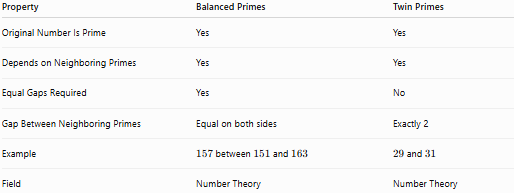 Property Balanced Primes Twin Primes
Original Number Is Prime Yes Yes
Depends on Neighboring Primes Yes Yes
Equal Gaps Required Yes No
Gap Between Neighboring Primes Equal on both sides Exactly 2
Example 157 between 151 and 163 29 and 31
Field Number Theory Number Theory